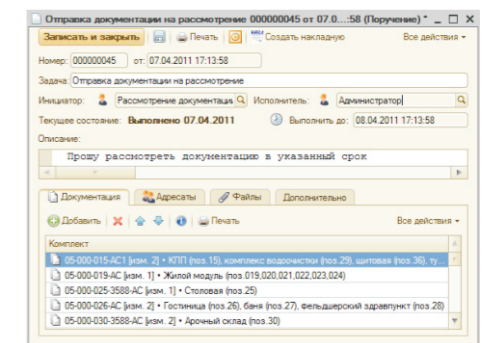 Отправка документации на рассмотрение 000000045 от 07.0...:58 (Поручение) *
Записать и закрыть Печать Создать накладную Все действия
Номер: 000000045 от: 07.04.2011 17:13:58
Задача: Отправка документации на рассмотрение
Инициатор: Рассмотрение документаци Исполнитель: Администратор
Текущее состояние: Выполнено 07.04.2011 Выполнить до: 08.04.2011 17:13:58
Описание:
Прошу рассмотреть документацию в указанный срок
Документация Адресаты Файлы Дополнительно
Добавить Печать Все действия
Комплект
05-000-015-АС1 [изм. 2] • КПП (поз. 15), комплекс водоочистки (поз.29), щитовая (поз.36), ту...
05-000-019-АС [изм. 1] • Жилой модуль (поз.019,020,021,022,023,024)
05-000-025-3588-АС [изм. 1] • Столовая (поз.25)
05-000-026-АС [изм. 2] • Гостиница (поз.26), баня (поз.27), фельдшерский здравпункт (поз.28)
05-000-030-3588-АС [изм. 2] • Арочный склад (поз.30)